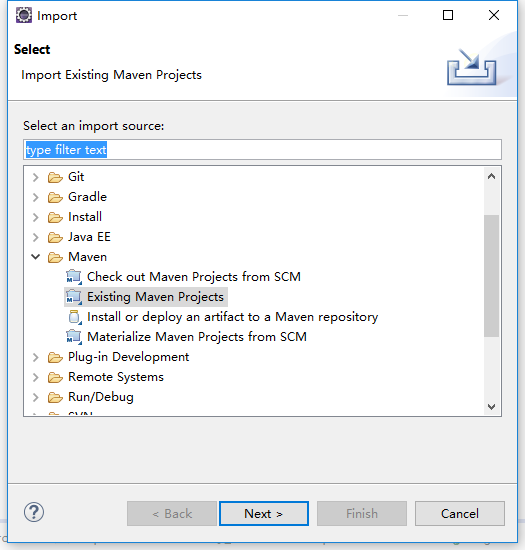 Import
Select
Import Existing Maven Projects
Select an import source:
type filter text
Git
Gradle
Install
Java EE
Maven
Check out Maven Projects from SCM
Existing Maven Projects
Install or deploy an artifact to a Maven repository
Materialize Maven Projects from SCM
Plug-in Development
Remote Systems
Run/Debug
SVN
?
< Back
Next >
Finish
Cancel